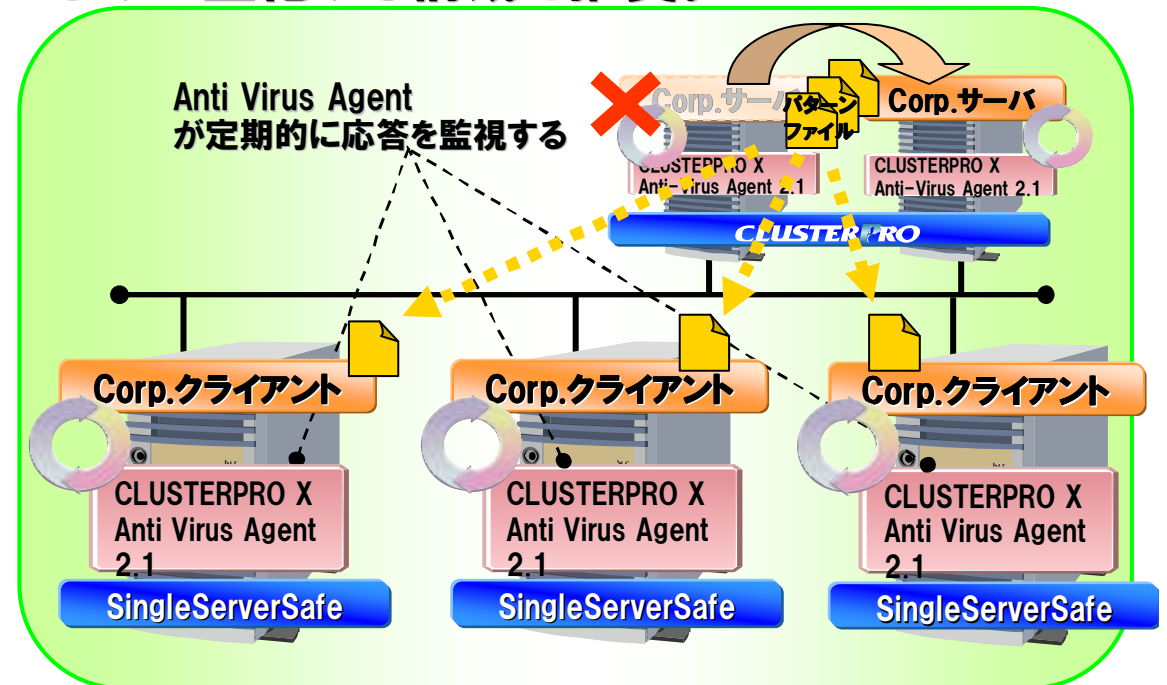 Anti Virus Agent
が定期的に応答を監視する
Corp.サーバ
パターン
ファイル
Corp.サーバ
CLUSTERPRO X
Anti-Virus Agent 2.1
CLUSTERPRO X
Anti-Virus Agent 2.1
CLUSTERPRO
Corp.クライアント
Corp.クライアント
Corp.クライアント
CLUSTERPRO X
Anti Virus Agent
2.1
CLUSTERPRO X
Anti Virus Agent
2.1
CLUSTERPRO X
Anti Virus Agent
2.1
SingleServerSafe
SingleServerSafe
SingleServerSafe